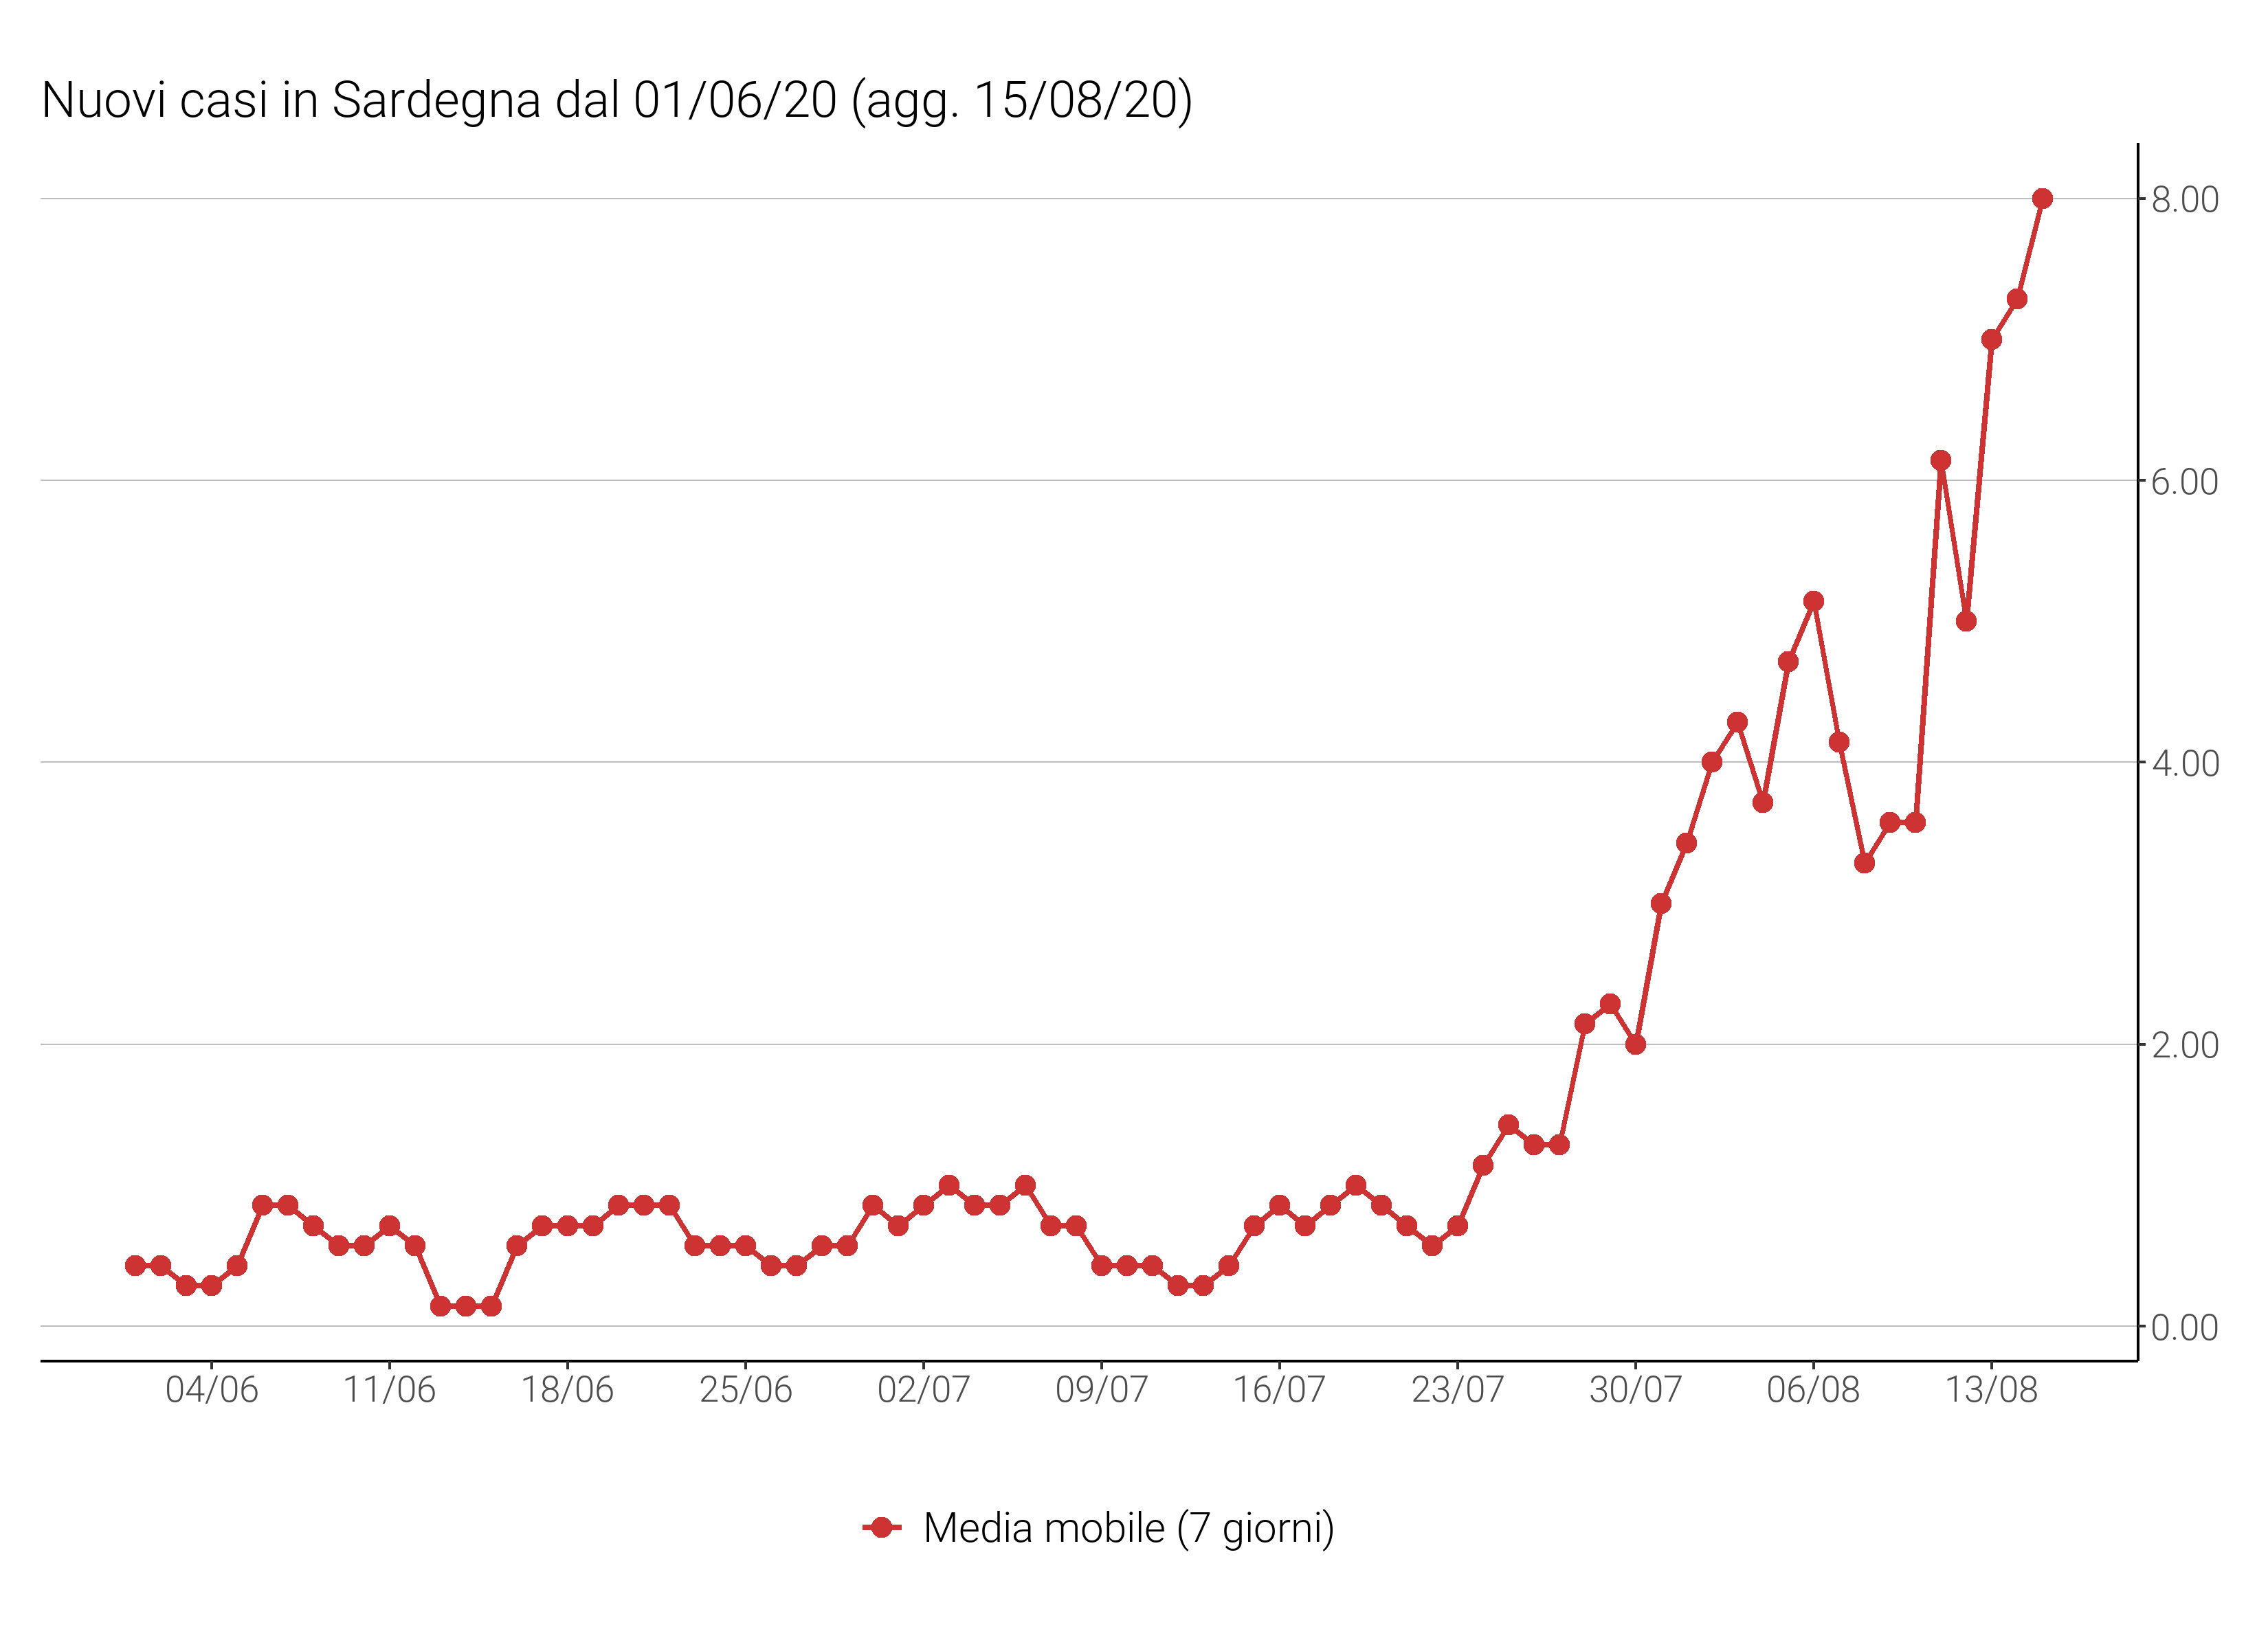 Nuovi casi in Sardegna dal 01/06/20 (agg. 15/08/20)
8.00
6.00
4.00
2.00
0.00
04/06 11/06 18/06 25/06 02/07 09/07 16/07 23/07 30/07 06/08 13/08
Media mobile (7 giorni)